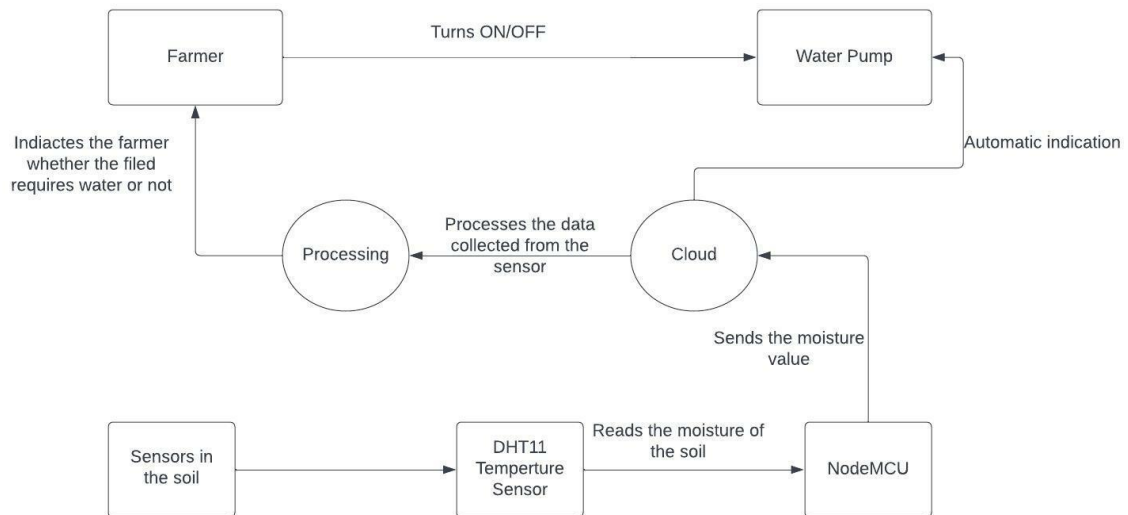 Turns ON/OFF
Farmer
Water Pump
Indiactes the farmer
whether the filed
requires water or not
Automatic indication
Processes the data
collected from the
sensor
Processing
Cloud
Sends the moisture
value
Sensors in
the soil
DHT11
Temperture
Sensor
Reads the moisture of
the soil
NodeMCU